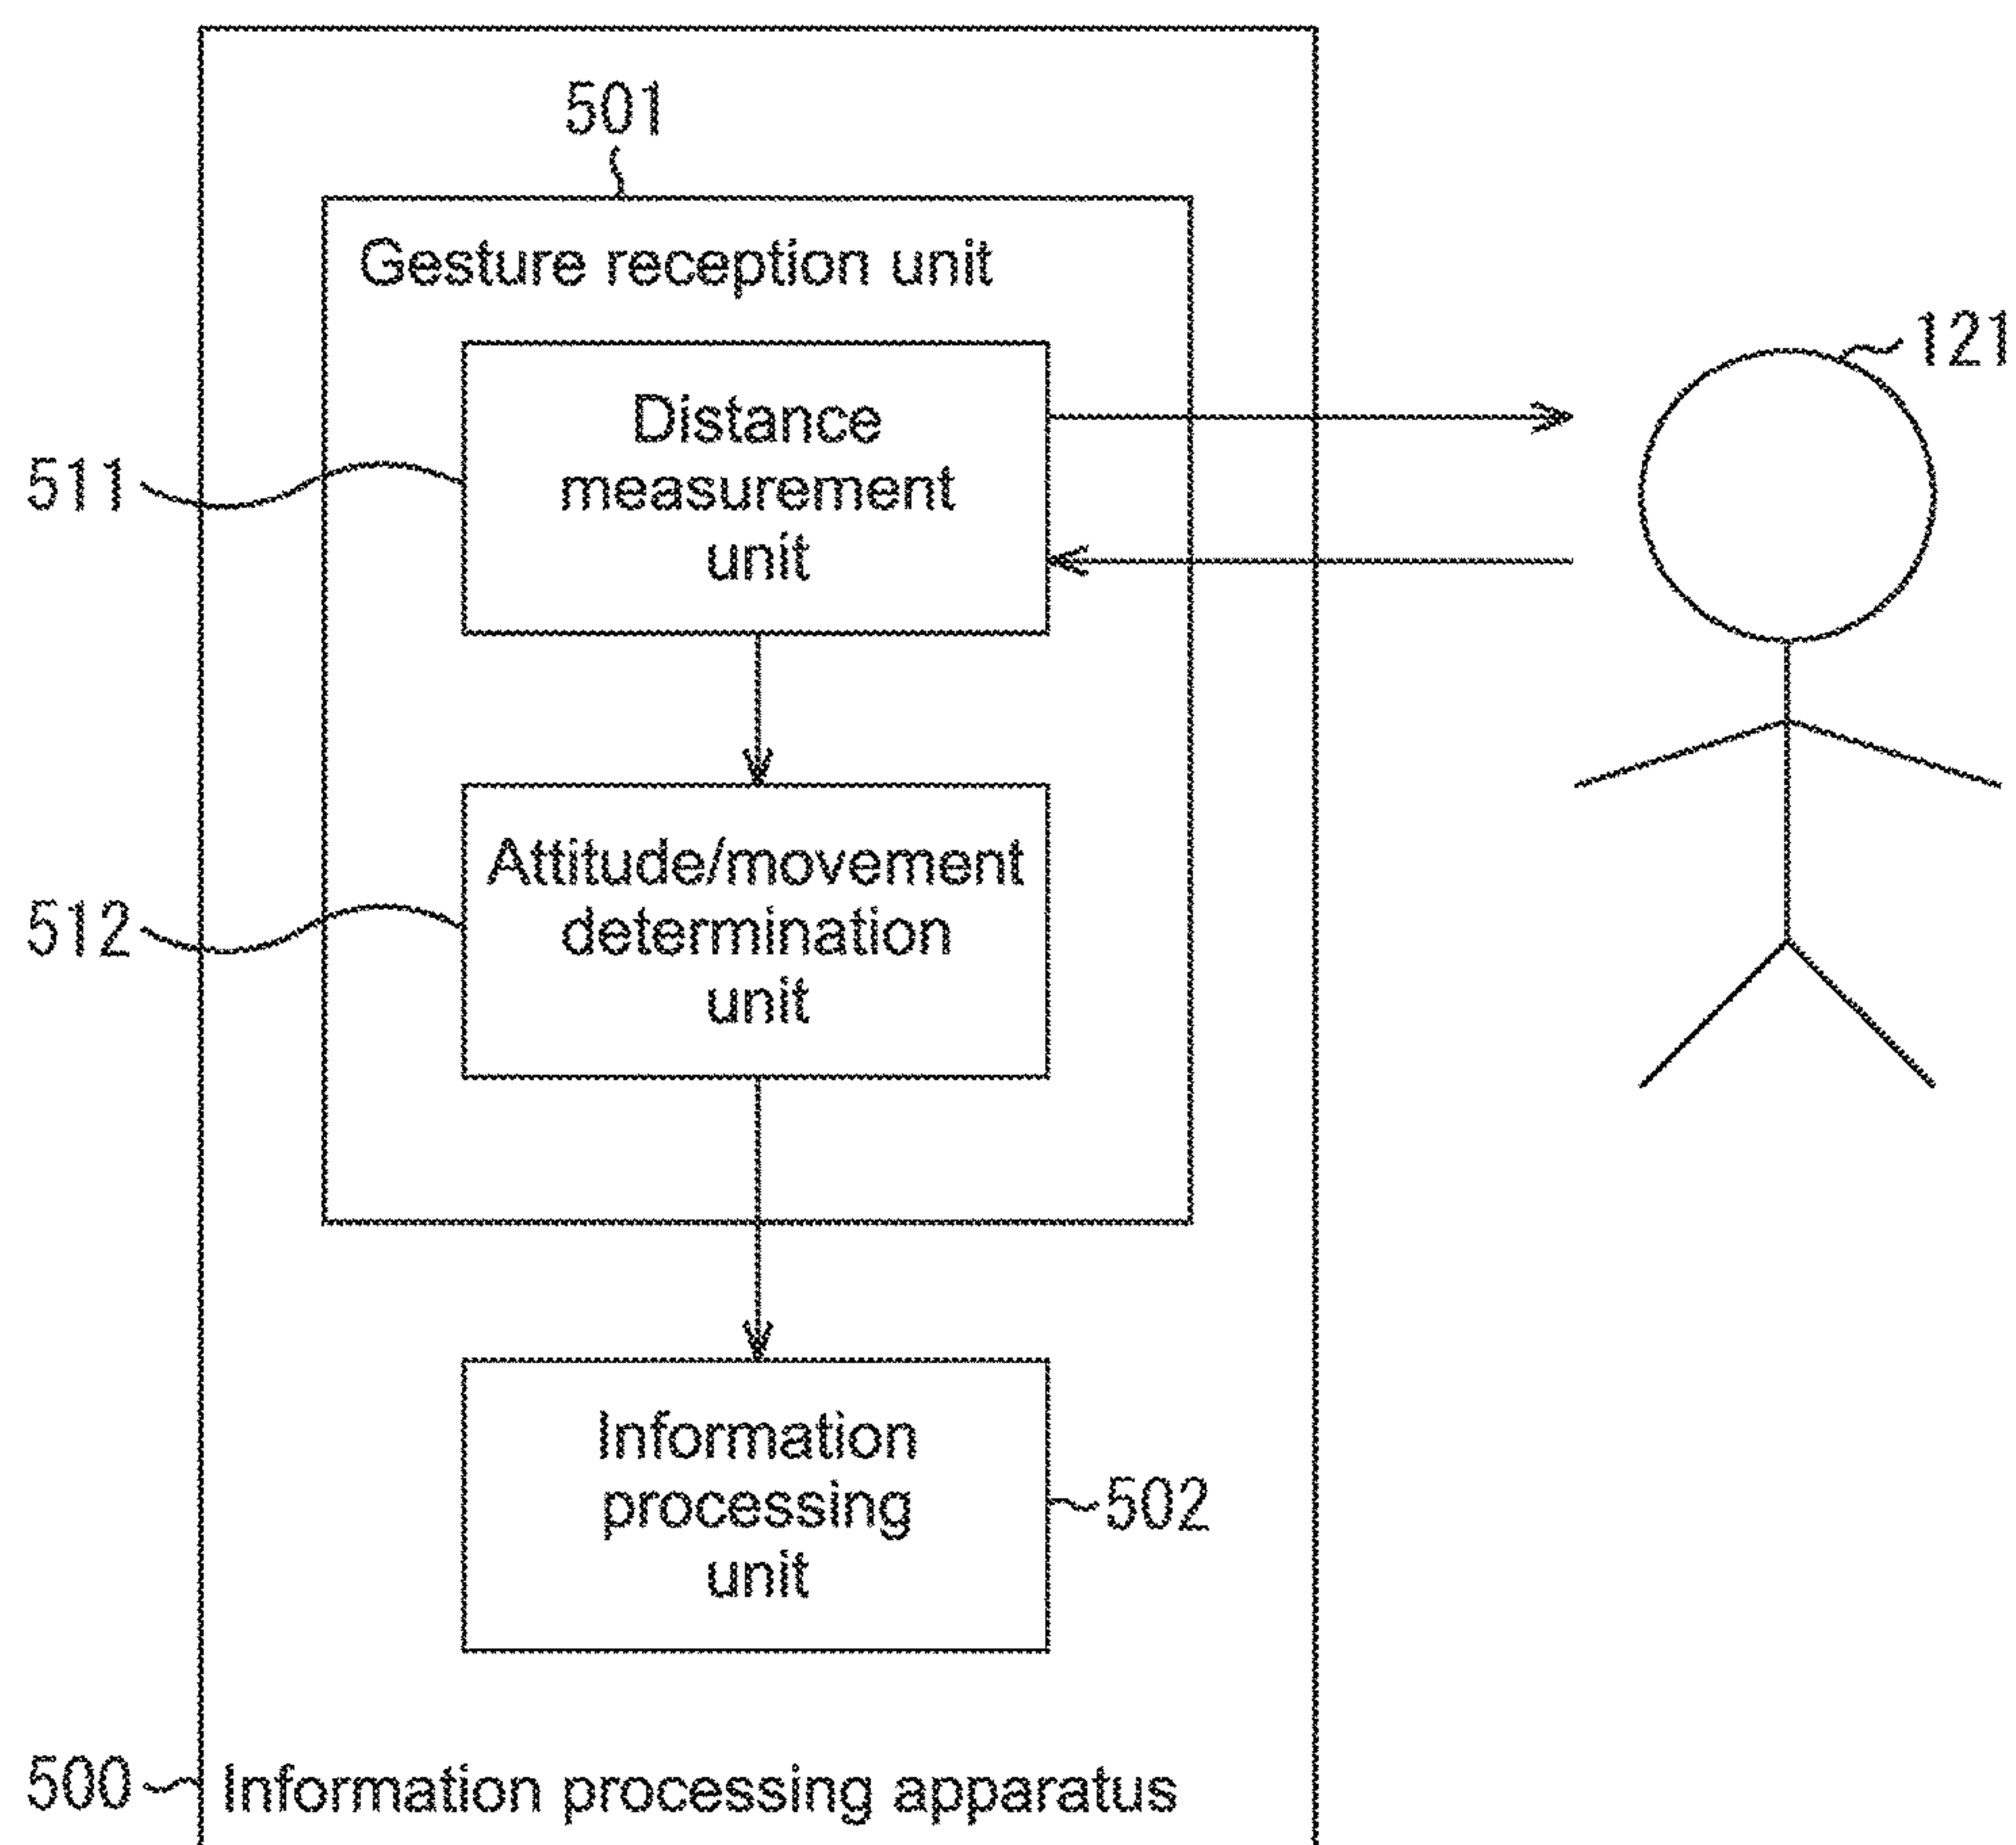 501
Gesture reception unit
121
Distance
measurement
unit
511
Attitude/movement
determination
unit
512
Information
processing
unit
502
500
Information processing apparatus